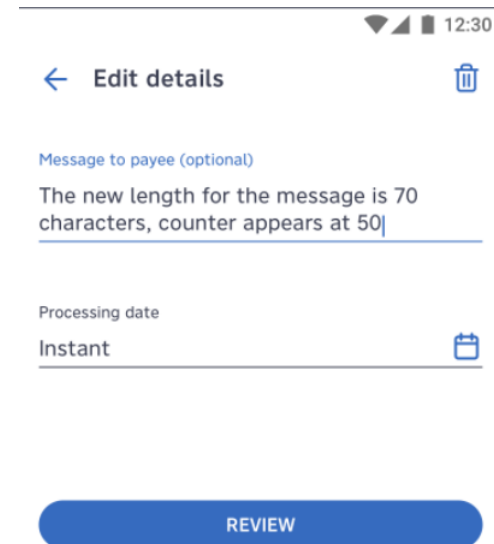 12:30
Edit details
Message to payee (optional)
The new length for the message is 70
characters, counter appears at 50
Processing date
Instant
REVIEW